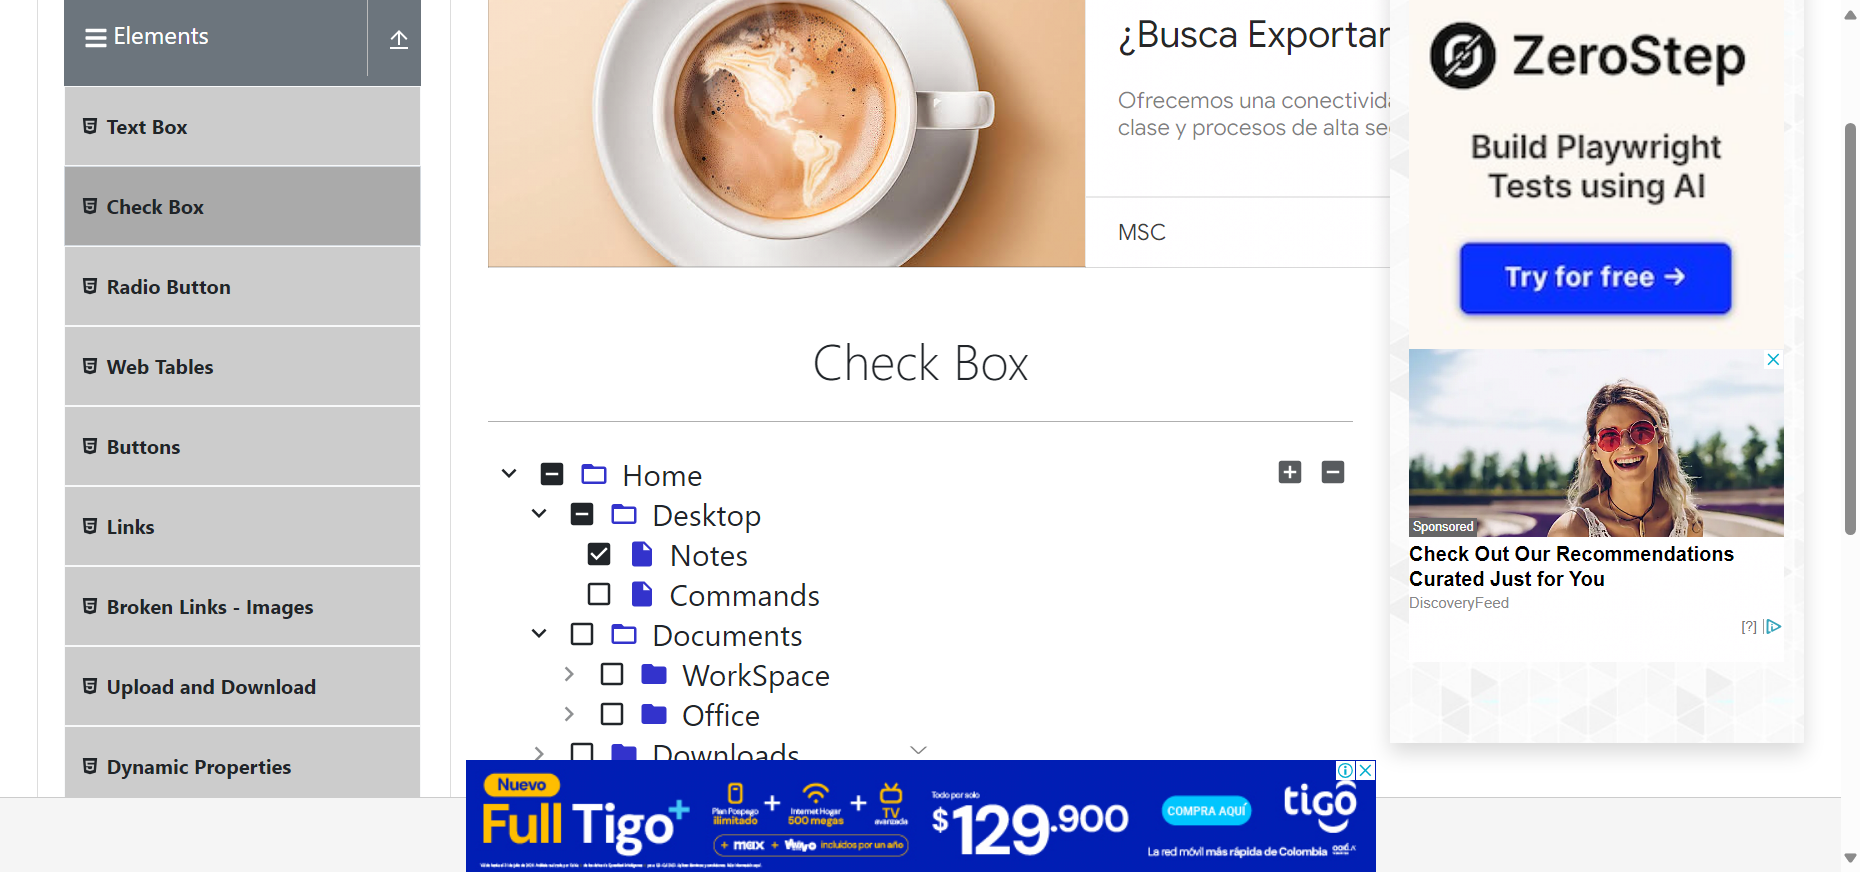 Elements
Text Box
Check Box
Radio Button
Web Tables
Buttons
Links
Broken Links - Images
Upload and Download
Dynamic Properties
¿Busca Exportar
Ofrecemos una conectivida
clase y procesos de alta se
MSC
Check Box
Home
Desktop
Notes
Commands
Documents
WorkSpace
Office
Downloads
ZeroStep
Build Playwright
Tests using AI
Try for free →
Sponsored
Check Out Our Recommendations
Curated Just for You
DiscoveryFeed
[?]
Nuevo
Full Tigo+
Plan Pospago
ilimitado
+
Internet Hogar
500 megas
+
TV
avanzada
+ max + Vivvo incluidos por un año
Todo por solo
$129.900
COMPRA AQUÍ
tigo
La red móvil más rápida de Colombia